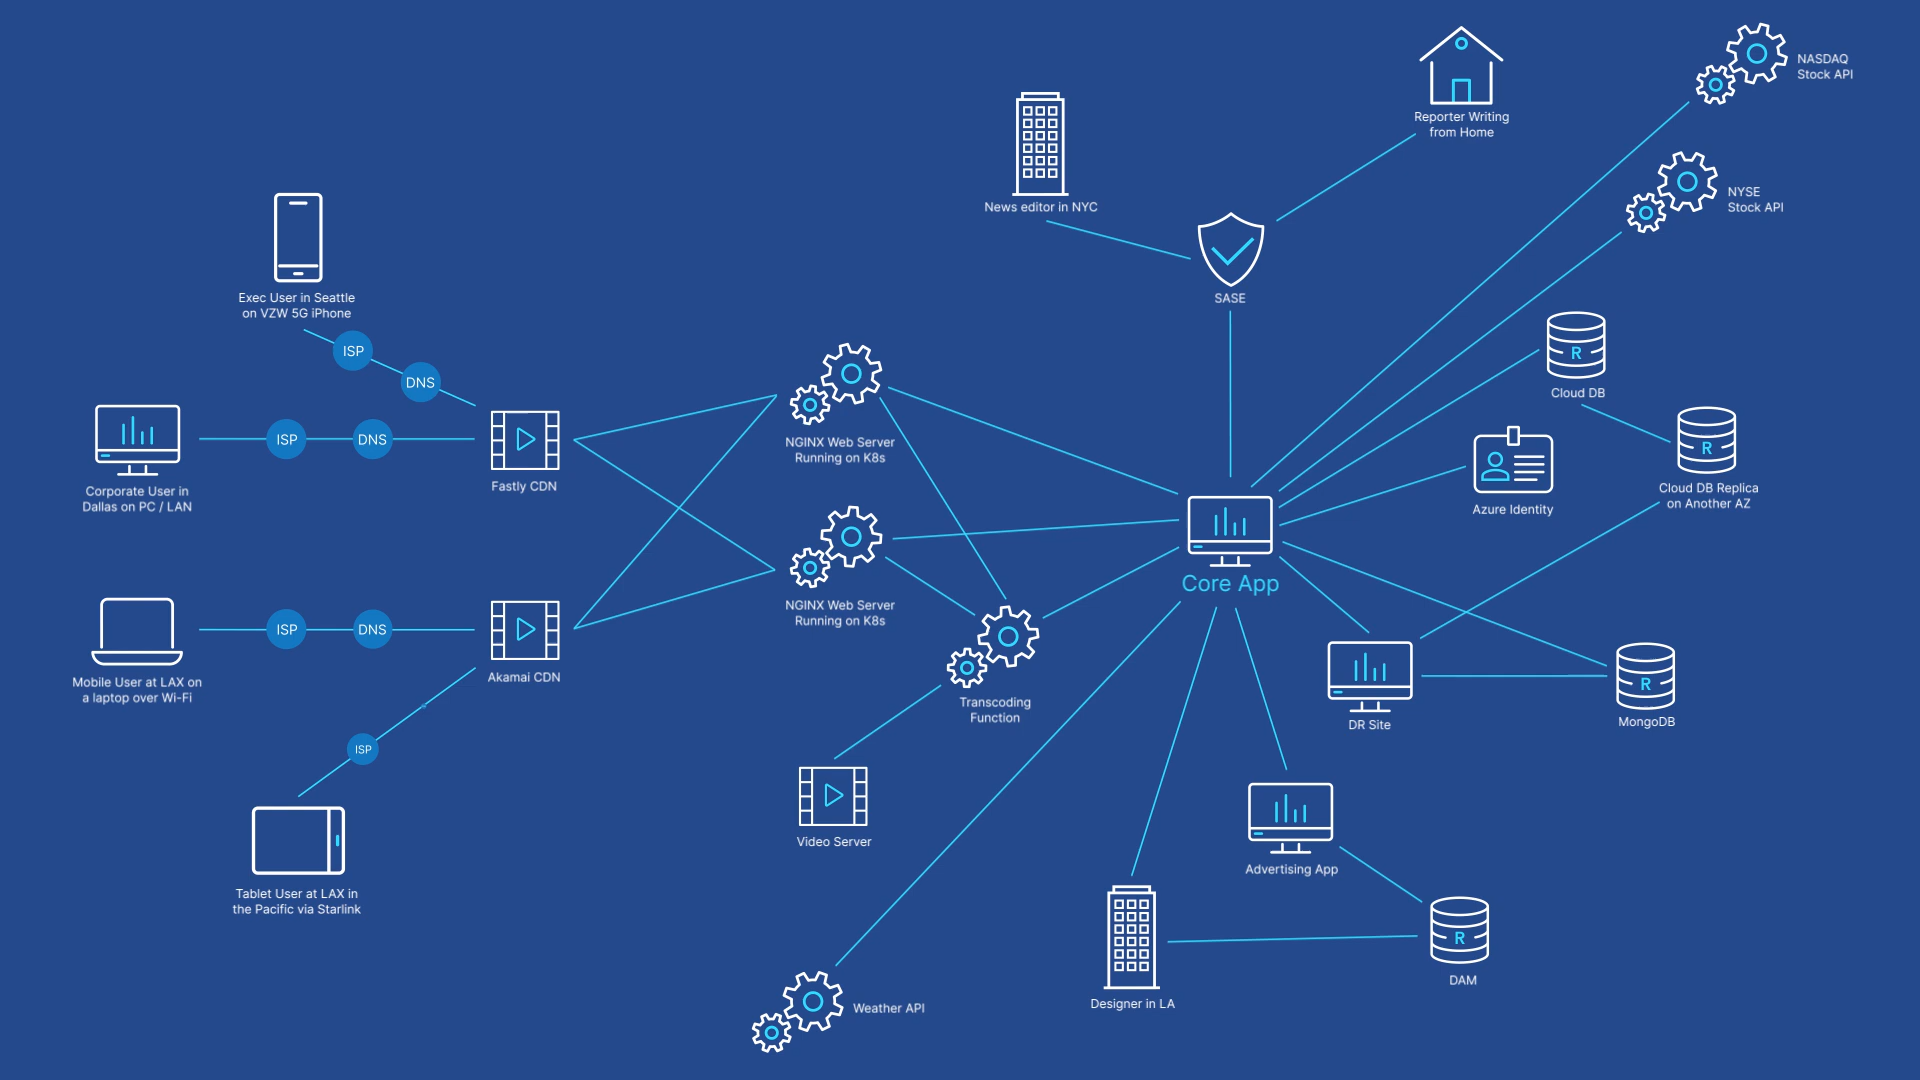 NASDAQ
Stock API
Reporter Writing
from Home
NYSE
Stock API
News editor in NYC
SASE
Exec User in Seattle
on VZW 5G iPhone
ISP
DNS
R
Cloud DB
ISP
DNS
Fastly CDN
Corporate User in
Dallas on PC / LAN
NGINX Web Server
Running on K8s
R
Cloud DB Replica
on Another AZ
Azure Identity
Core App
NGINX Web Server
Running on K8s
ISP
DNS
Akamai CDN
Mobile User at LAX on
a laptop over Wi-Fi
Transcoding
Function
DR Site
R
MongoDB
ISP
Video Server
Advertising App
Tablet User at LAX in
the Pacific via Starlink
R
DAM
Designer in LA
Weather API